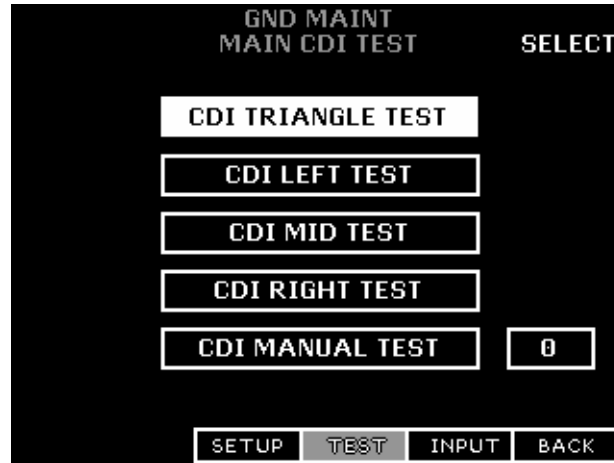 GND MAINT
MAIN CDI TEST SELECT
CDI TRIANGLE TEST
CDI LEFT TEST
CDI MID TEST
CDI RIGHT TEST
CDI MANUAL TEST 0
SETUP TEST INPUT BACK